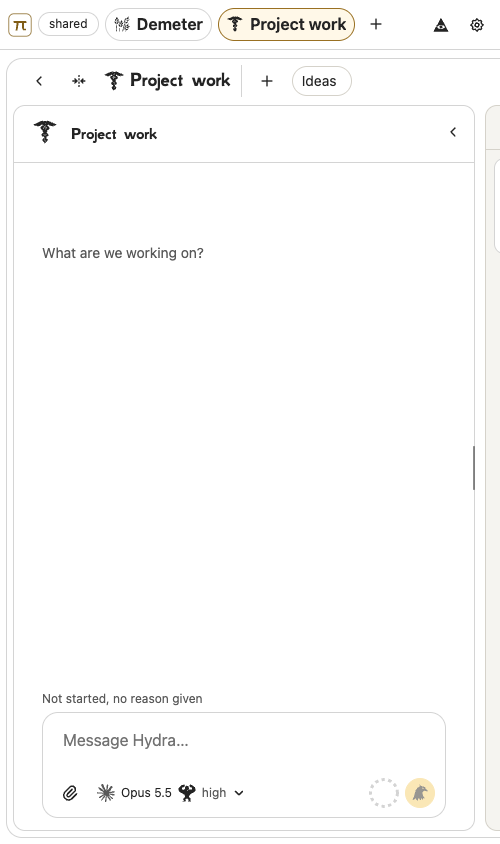 π shared Demeter Project work +
Project work + Ideas
Project work
What are we working on?
Not started, no reason given
Message Hydra...
Opus 5.5 high